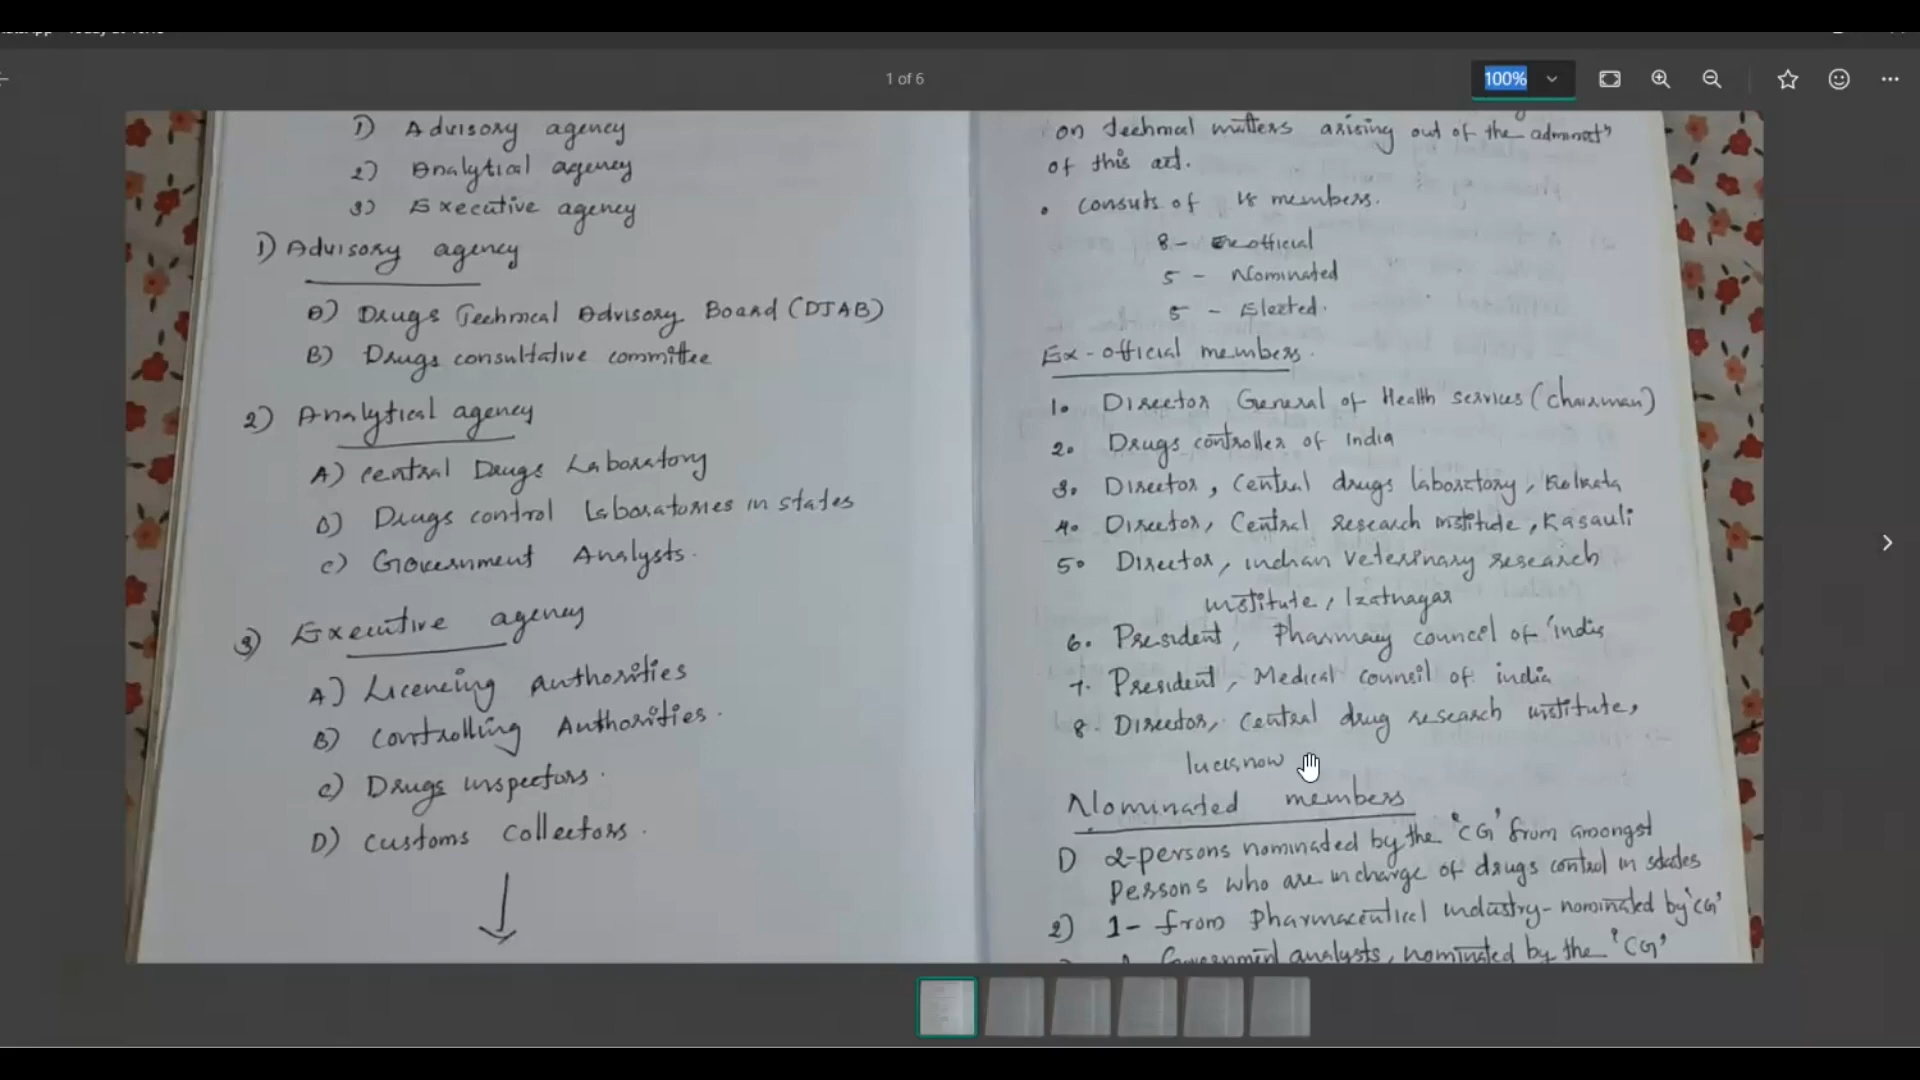 1 of 6
100%
1) Advisory agency
2) Analytical agency
3) Executive agency
1) Advisory agency
A) Drugs Technical Advisory Board (DTAB)
B) Drugs consultative committee
2) Analytical agency
A) Central Drugs Laboratory
B) Drugs control Laboratories in states
C) Government Analysts.
3) Executive agency
A) Licencing Authorities
B) Controlling Authorities.
C) Drugs inspectors.
D) Customs collectors.
on technical matters arising out of the administn
of this act.
• consists of 18 members.
8 - Ex official
5 - Nominated
5 - Elected.
Ex-official members.
1. Director General of Health services (chairman)
2. Drugs controller of India
3. Director, Central drugs laboratory, Kolkata
4. Director, Central Research institute, Kasauli
5. Director, indian veterinary research
institute, Izatnagar
6. President, Pharmacy council of india
7. President, Medical council of india
8. Director, Central drug research institute,
lucknow
Nominated members
1) 2-persons nominated by the 'CG' from amongst
persons who are incharge of drugs control in states
2) 1- from pharmaceutical industry-nominated by 'CG'
Government analysts, nominated by the 'CG'